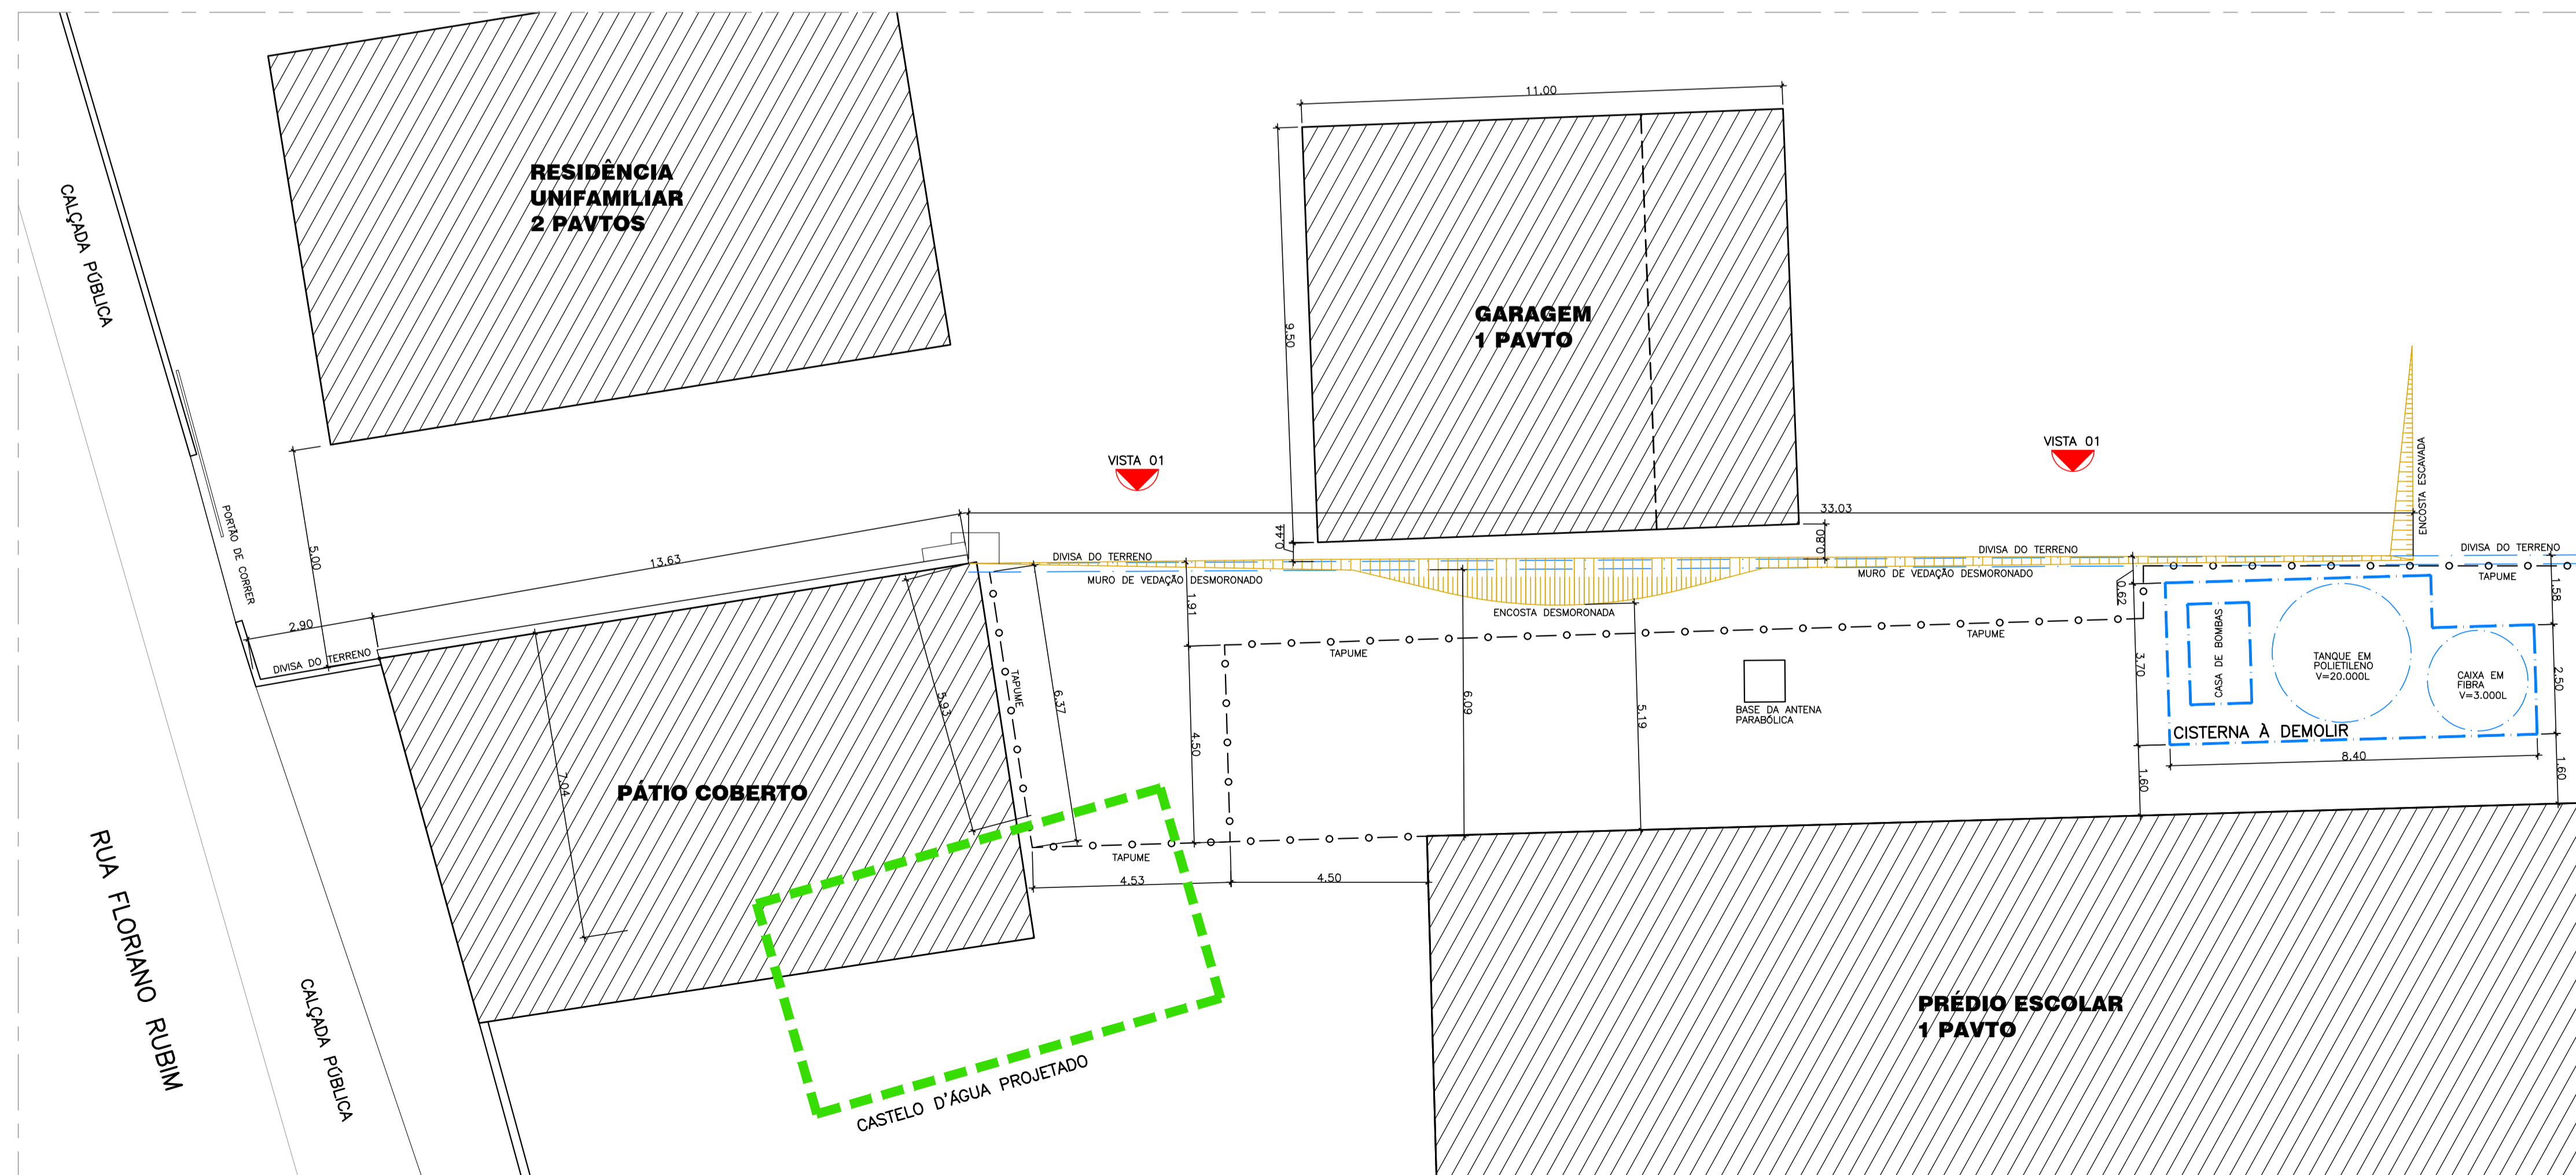 RESIDÊNCIA
UNIFAMILIAR
2 PAVTOS
CALÇADA PÚBLICA
PORTÃO DE CORRER
5.00
2.90
13.63
DIVISA DO TERRENO
11.00
9.50
GARAGEM
1 PAVTO
VISTA 01
VISTA 01
33.03
0.44
0.80
ENCOSTA ESCAVADA
DIVISA DO TERRENO
DIVISA DO TERRENO
DIVISA DO TERRENO
MURO DE VEDAÇÃO DESMORONADO
MURO DE VEDAÇÃO DESMORONADO
ENCOSTA DESMORONADA
TAPUME
TAPUME
TAPUME
TAPUME
TAPUME
1.91
4.50
6.37
5.93
7.04
6.09
5.19
4.53
4.50
BASE DA ANTENA
PARABÓLICA
0.62
3.70
1.60
1.58
2.50
1.60
CASA DE BOMBAS
TANQUE EM
POLIETILENO
V=20.000L
CAIXA EM
FIBRA
V=3.000L
CISTERNA À DEMOLIR
8.40
PÁTIO COBERTO
PRÉDIO ESCOLAR
1 PAVTO
CASTELO D'ÁGUA PROJETADO
RUA FLORIANO RUBIM
CALÇADA PÚBLICA